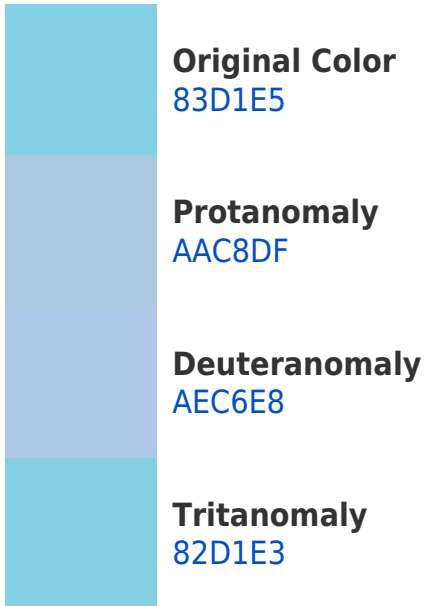 Original Color
83D1E5
Protanomaly
AAC8DF
Deuteranomaly
AEC6E8
Tritanomaly
82D1E3